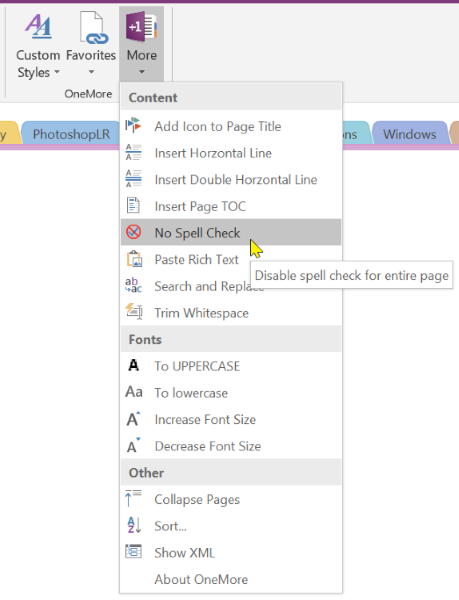 +1
Custom Favorites More
Styles
OneMore
Content
y PhotoshopLR ns Windows
Add Icon to Page Title
Insert Horzontal Line
Insert Double Horzontal Line
Insert Page TOC
No Spell Check
Paste Rich Text
Disable spell check for entire page
Search and Replace
Trim Whitespace
Fonts
A To UPPERCASE
Aa To lowercase
A Increase Font Size
A Decrease Font Size
Other
Collapse Pages
Sort...
Show XML
About OneMore